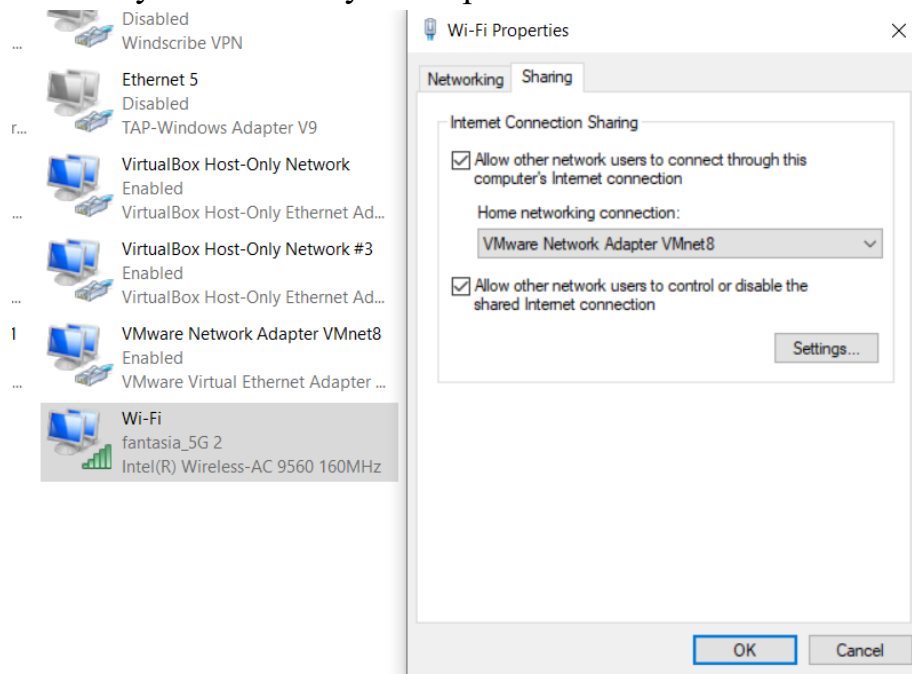 Disabled
...
Windscribe VPN
Ethernet 5
Disabled
r...
TAP-Windows Adapter V9
VirtualBox Host-Only Network
Enabled
...
VirtualBox Host-Only Ethernet Ad...
VirtualBox Host-Only Network #3
Enabled
...
VirtualBox Host-Only Ethernet Ad...
1
VMware Network Adapter VMnet8
Enabled
...
VMware Virtual Ethernet Adapter ...
Wi-Fi
fantasia_5G 2
Intel(R) Wireless-AC 9560 160MHz
Wi-Fi Properties
Networking
Sharing
Internet Connection Sharing
Allow other network users to connect through this
computer's Internet connection
Home networking connection:
VMware Network Adapter VMnet8
Allow other network users to control or disable the
shared Internet connection
Settings...
OK
Cancel